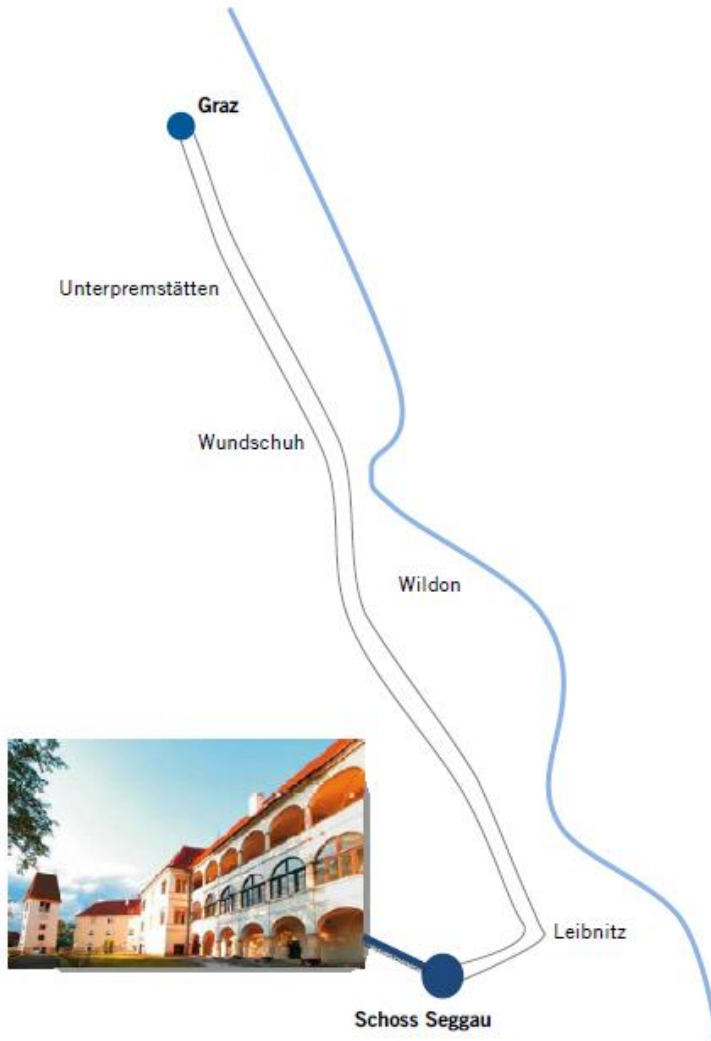 Graz
Unterpremstätten
Wundschuh
Wildon
Leibnitz
Schoss Seggau